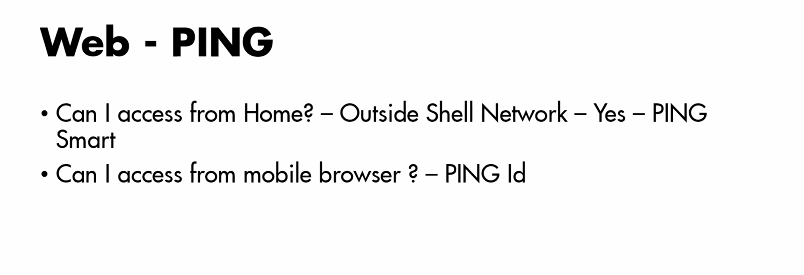 Web - PING
• Can I access from Home? – Outside Shell Network – Yes – PING
Smart
• Can I access from mobile browser ? – PING Id